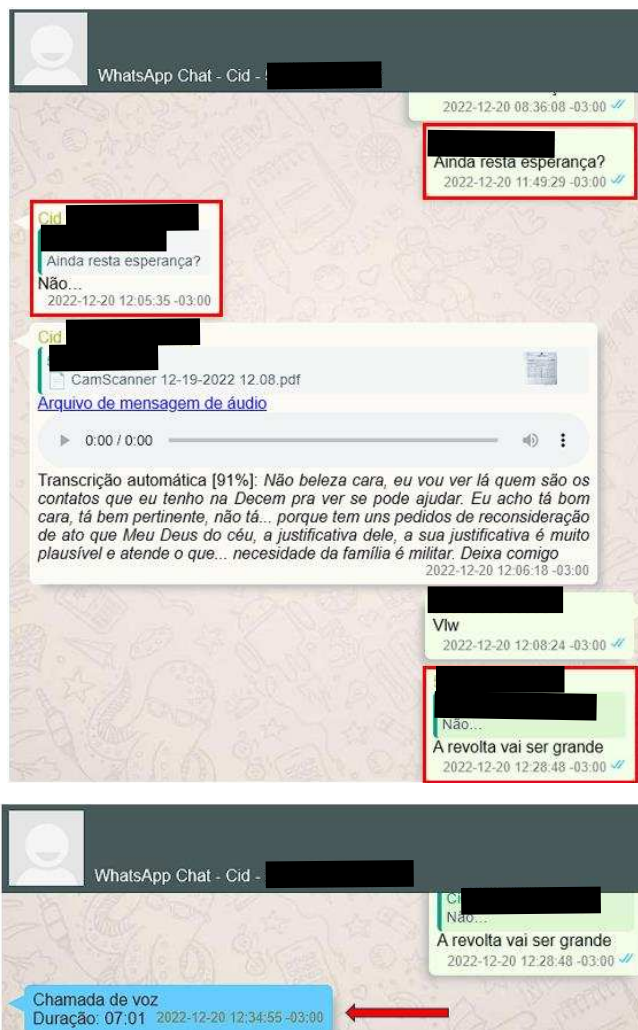 WhatsApp Chat - Cid -
2022-12-20 08:36:08 -03:00
Ainda resta esperança?
2022-12-20 11:49:29 -03:00
Cid
Ainda resta esperança?
Não...
2022-12-20 12:05:35 -03:00
Cid
CamScanner 12-19-2022 12.08.pdf
Arquivo de mensagem de áudio
0:00 / 0:00
Transcrição automática [91%]: Não beleza cara, eu vou ver lá quem são os
contatos que eu tenho na Decem pra ver se pode ajudar. Eu acho tá bom
cara, tá bem pertinente, não tá... porque tem uns pedidos de reconsideração
de ato que Meu Deus do céu, a justificativa dele, a sua justificativa é muito
plausível e atende o que... necessidade da família é militar. Deixa comigo
2022-12-20 12:06:18 -03:00
Vlw
2022-12-20 12:08:24 -03:00
Não...
A revolta vai ser grande
2022-12-20 12:28:48 -03:00
WhatsApp Chat - Cid -
Não...
A revolta vai ser grande
2022-12-20 12:28:48 -03:00
Chamada de voz
Duração: 07:01 2022-12-20 12:34:55 -03:00